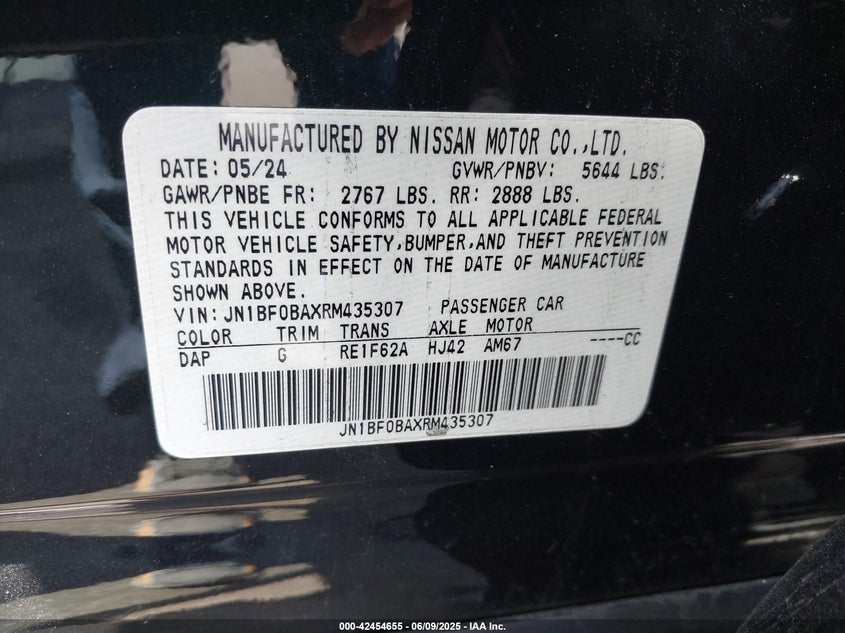 MANUFACTURED BY NISSAN MOTOR CO.,LTD.
DATE: 05/24 GVWR/PNBV: 5644 LBS.
GAWR/PNBE FR: 2767 LBS. RR: 2888 LBS.
THIS VEHICLE CONFORMS TO ALL APPLICABLE FEDERAL
MOTOR VEHICLE SAFETY,BUMPER,AND THEFT PREVENTION
STANDARDS IN EFFECT ON THE DATE OF MANUFACTURE
SHOWN ABOVE.
VIN: JN1BF0BAXRM435307 PASSENGER CAR
COLOR TRIM TRANS AXLE MOTOR
DAP G RE1F62A HJ42 AM67 ----CC
JN1BF0BAXRM435307
000-42454655 | 06/09/2025 - IAA Inc.